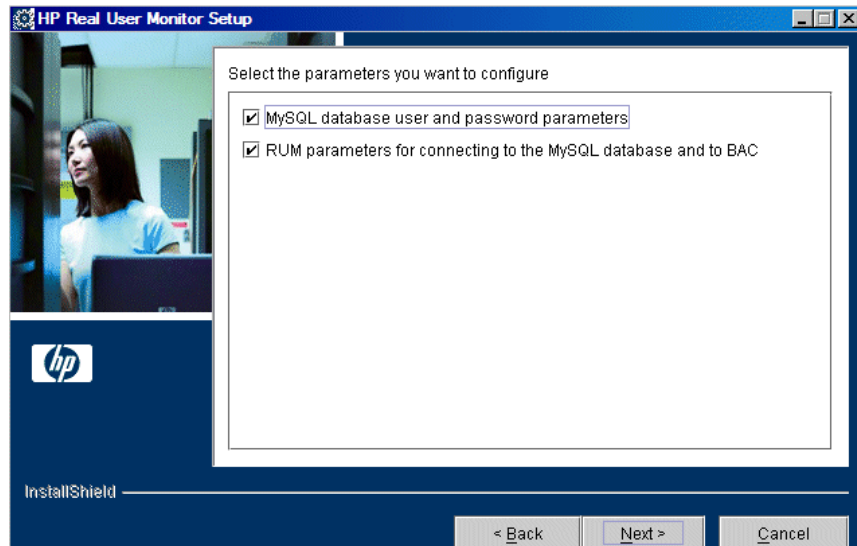 HP Real User Monitor Setup
Select the parameters you want to configure
MySQL database user and password parameters
RUM parameters for connecting to the MySQL database and to BAC
hp
InstallShield
< Back
Next >
Cancel